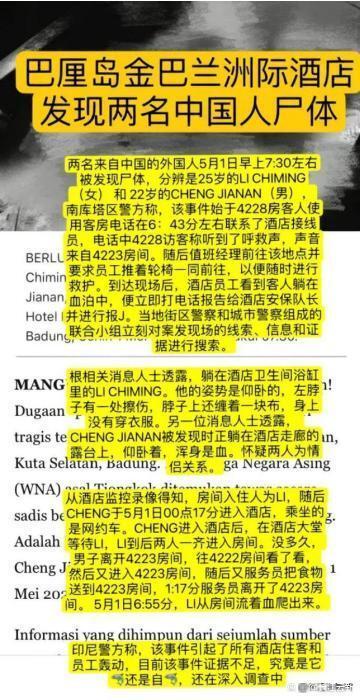 巴厘岛金巴兰洲际酒店
发现两名中国人尸体
两名来自中国的外国人5月1日早上7:30左右
被发现尸体，分辨是25岁的LI CHIMING
（女） 和 22岁的CHENG JIANAN（男），
南库塔区警方称，该事件始于4228房客人使
用客房电话在6：43分左右联系了酒店接线
员，电话中4228访客称听到了呼救声，声音
来自4223房间。随后值班经理前往该地点并
要求员工推着轮椅一同前往，以便随时进行
救护。到达现场后，酒店员工看到客人躺在
血泊中，便立即打电话报告给酒店安保队长
并进行报J。当地街区警察和城市警察组成的
联合小组立刻对案发现场的线索、信息和证
据进行搜索。
BERLU
Chimin
Jianan,
Hotel
Badung,
根相关消息人士透露，躺在酒店卫生间浴缸
里的LI CHIMING。他的姿势是仰卧的，左脖
子有一处擦伤，脖子上还缠着一块布，身上
没有穿衣服。另一位消息人士透露，
CHENG JIANAN被发现时正躺在酒店走廊的
露台上，仰卧着，浑身是血。怀疑两人为情
侣关系。
MANG
Dugaan
tragis te
Kuta Selatan, Badung.
ga Negara Asing
(WNA)
sadis be
Adalah
Cheng Ji
Mei 202
从酒店监控录像得知，房间入住人为LI，随后
CHENG于5月1日00点17分进入酒店，乘坐的
是网约车。CHENG进入酒店后，在酒店大堂
等待LI，LI到后两人一齐进入房间。没多久，
男子离开4223房间，往4222房间看了看，
然后又进入4223房间，随后又服务员把食物
送到4223房间，1:17分服务员离开了4223房
间。 5月1日6:55分，LI从房间流着血爬出来。
Informasi yang dihimpun dari sejumlah sumber
印尼警方称，该事件引起了所有酒店住客和
员工轰动，目前该事件证据不足，究竟是它
还是自，还在深入调查中